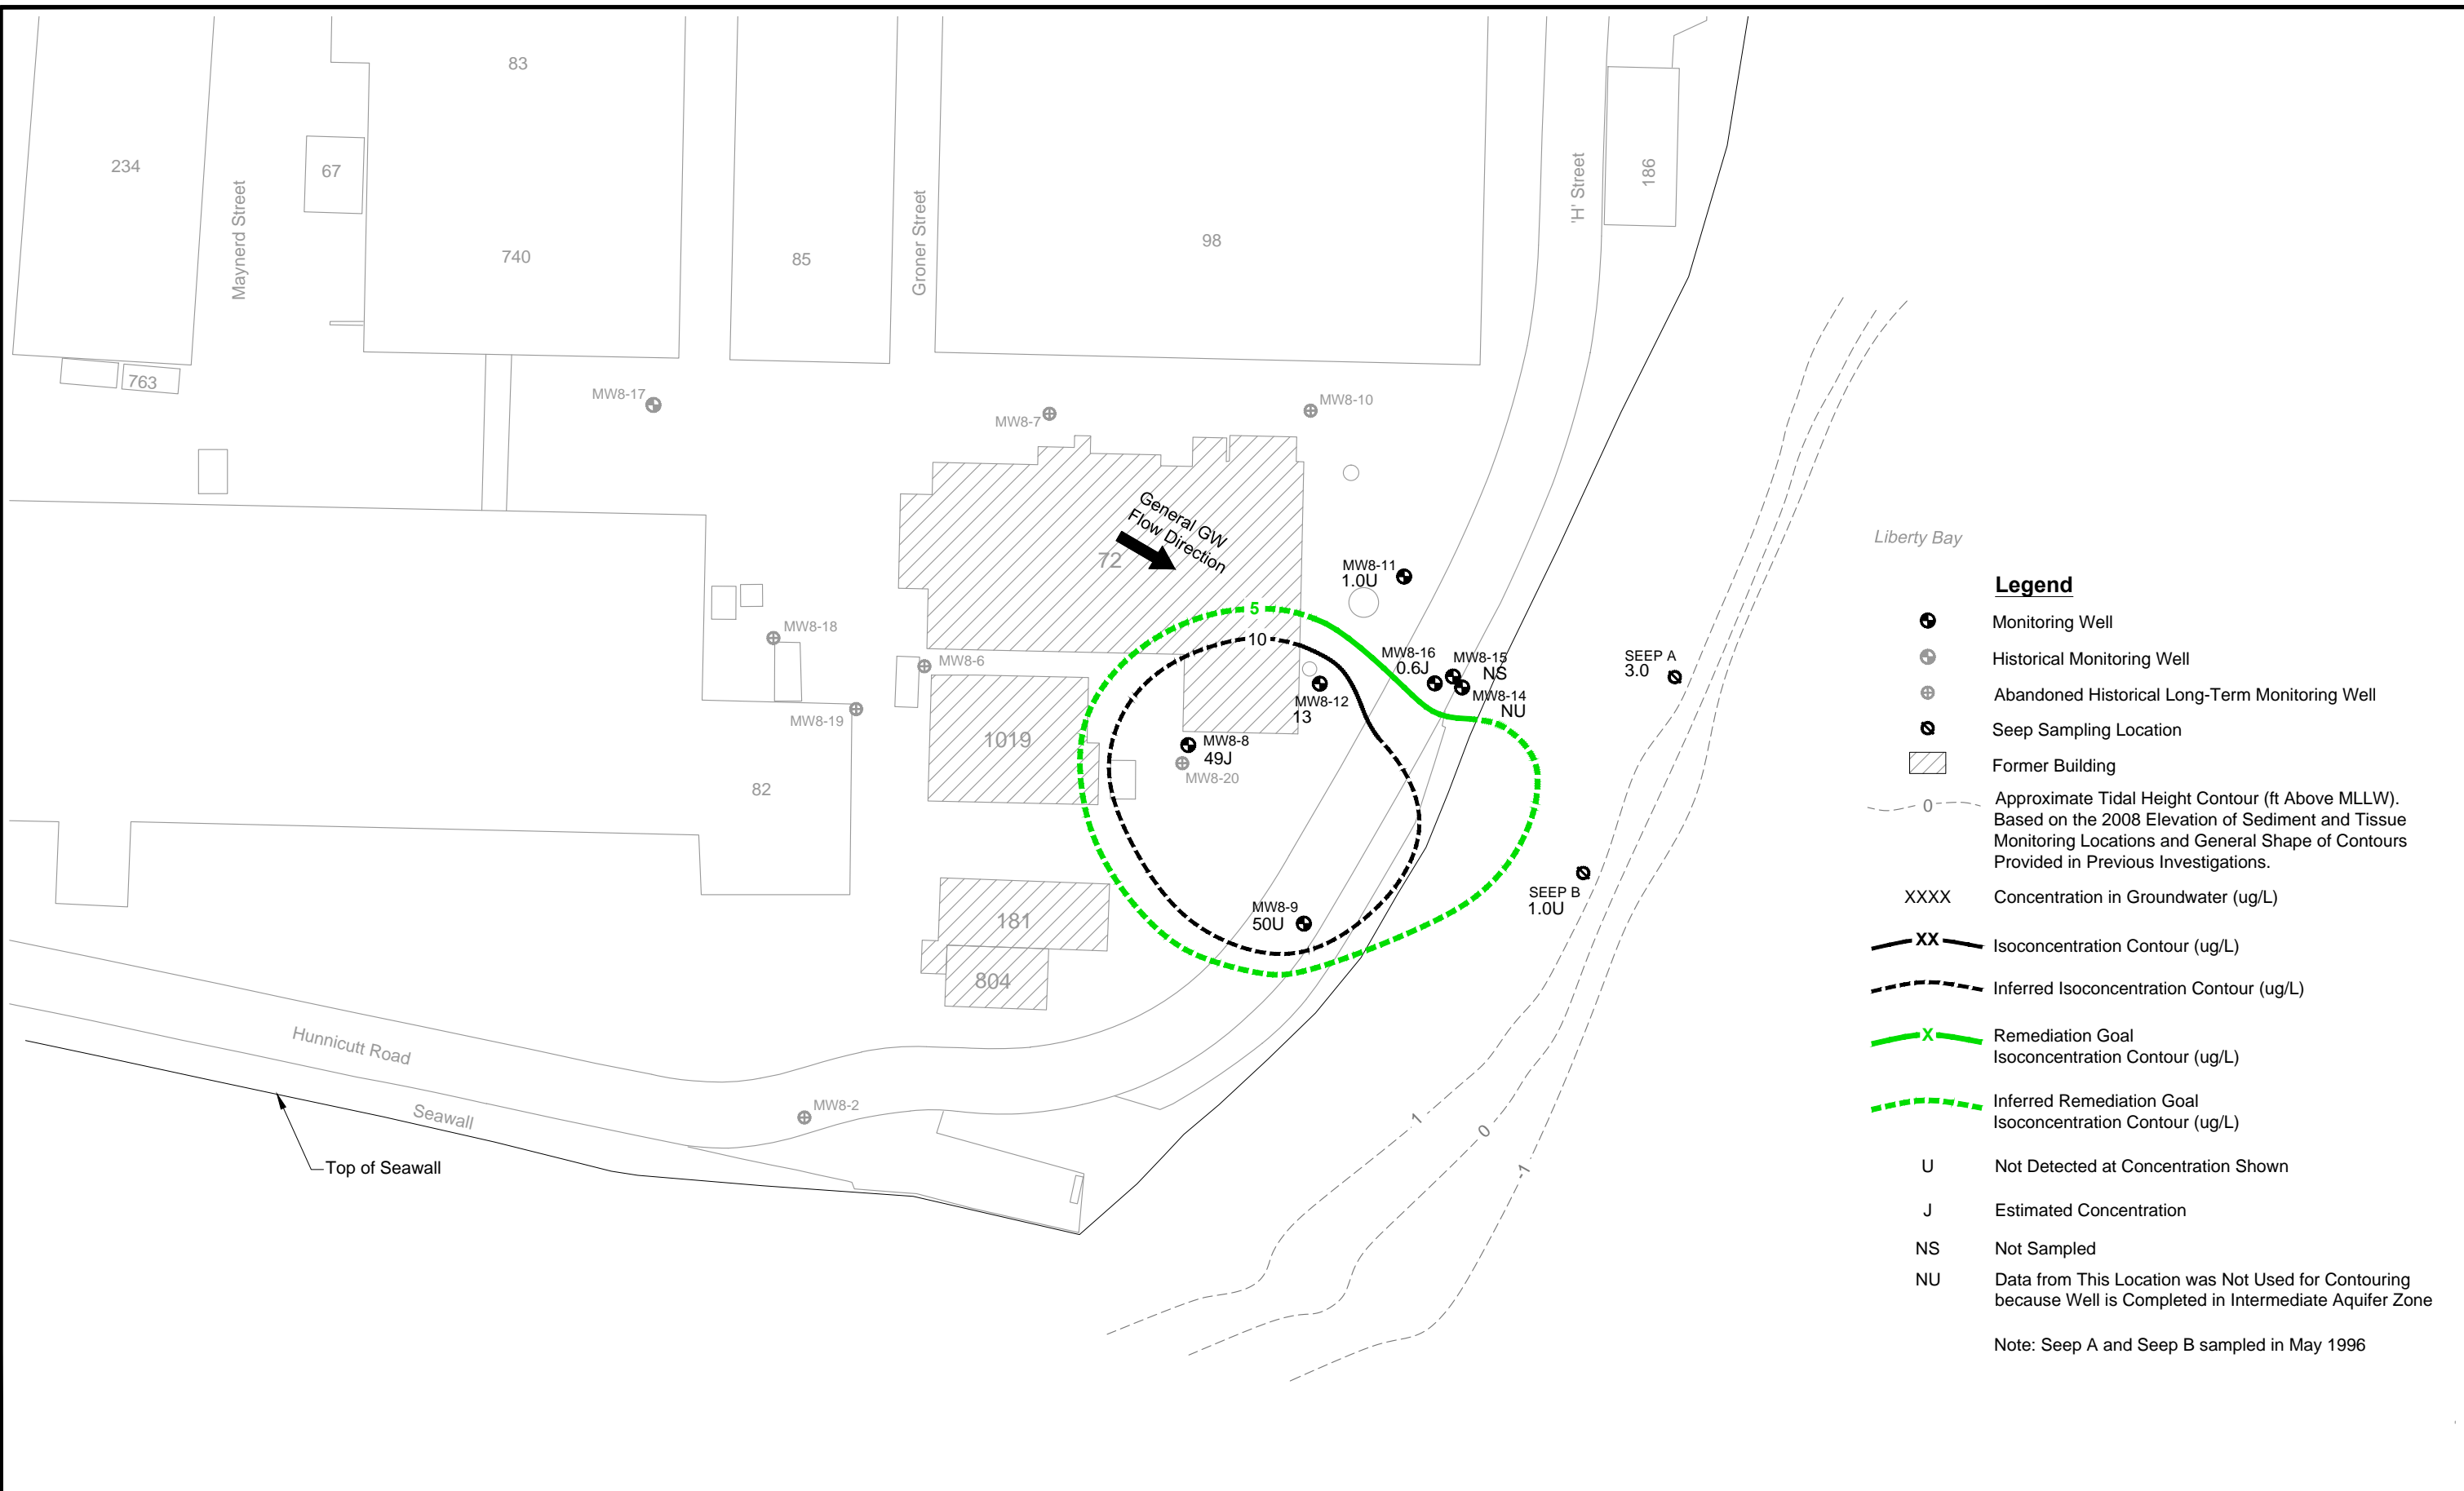 83
234
67
Maynerd Street
740
85
Groner Street
98
'H' Street
186
763
MW8-17
MW8-7
MW8-10
General GW
Flow Direction
72
MW8-11
1.0U
5
10
MW8-18
MW8-6
MW8-16
0.6J
MW8-15
NS
MW8-14
NU
MW8-12
13
SEEP A
3.0
MW8-19
1019
MW8-8
49J
MW8-20
82
SEEP B
1.0U
MW8-9
50U
181
804
Hunnicutt Road
Seawall
MW8-2
Top of Seawall
1
0
-1
Liberty Bay
Legend
Monitoring Well
Historical Monitoring Well
Abandoned Historical Long-Term Monitoring Well
Seep Sampling Location
Former Building
0
Approximate Tidal Height Contour (ft Above MLLW).
Based on the 2008 Elevation of Sediment and Tissue
Monitoring Locations and General Shape of Contours
Provided in Previous Investigations.
XXXX Concentration in Groundwater (ug/L)
XX Isoconcentration Contour (ug/L)
Inferred Isoconcentration Contour (ug/L)
X Remediation Goal
Isoconcentration Contour (ug/L)
Inferred Remediation Goal
Isoconcentration Contour (ug/L)
U Not Detected at Concentration Shown
J Estimated Concentration
NS Not Sampled
NU Data from This Location was Not Used for Contouring
because Well is Completed in Intermediate Aquifer Zone
Note: Seep A and Seep B sampled in May 1996